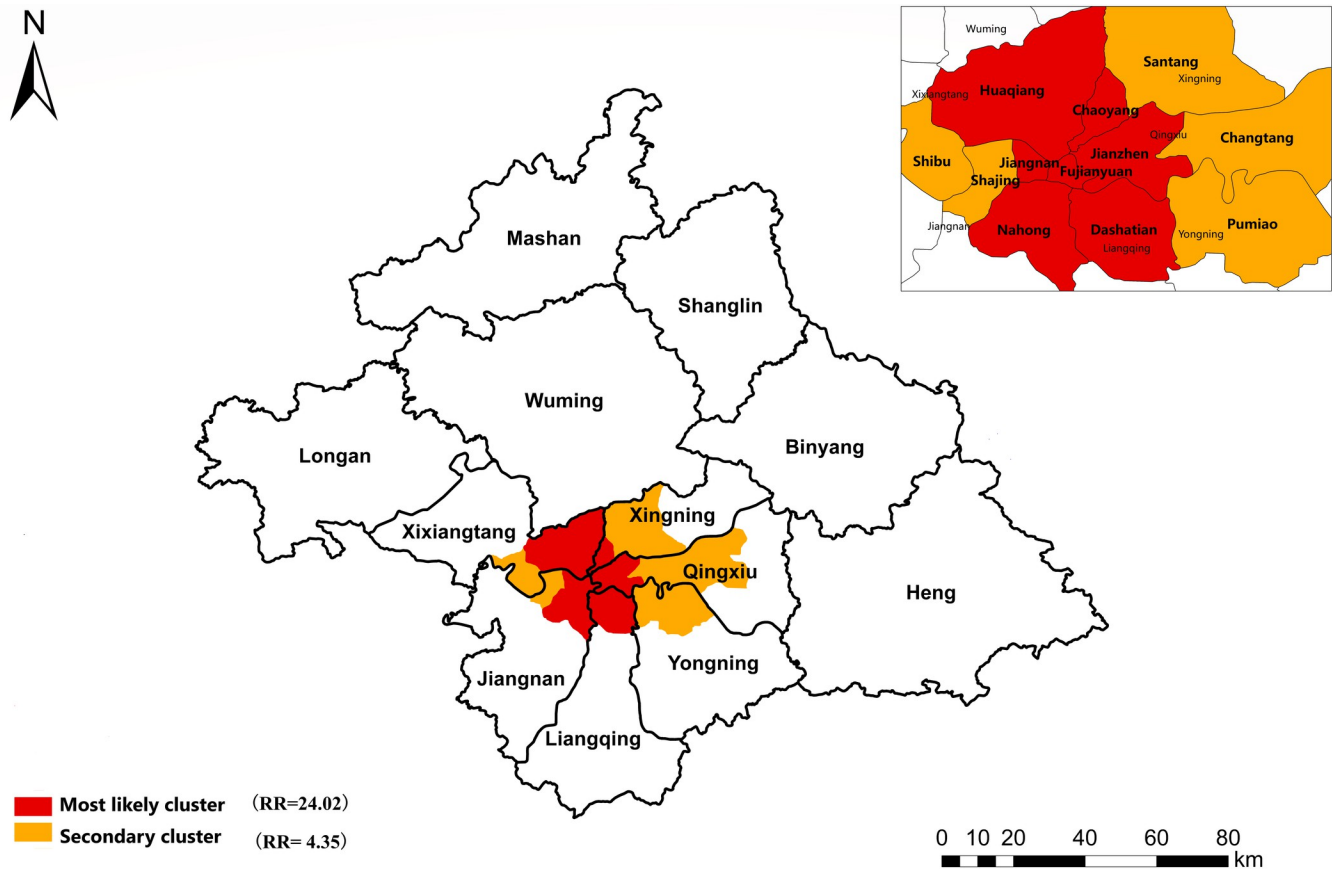 N
Wuming
Santang
Xingning
Xixiangtang
Huaqiang
Chaoyang
Qingxiu
Changtang
Shibu
Jiangnan
Jianzhen
Shajing
Fujianyuan
Jiangnan
Nahong
Dashatian
Liangqing
Yongning
Pumiao
Mashan
Shanglin
Wuming
Binyang
Longan
Xixiangtang
Xingning
Qingxiu
Heng
Yongning
Jiangnan
Liangqing
Most likely cluster （RR=24.02）
Secondary cluster （RR= 4.35）
0 10 20 40 60 80
km